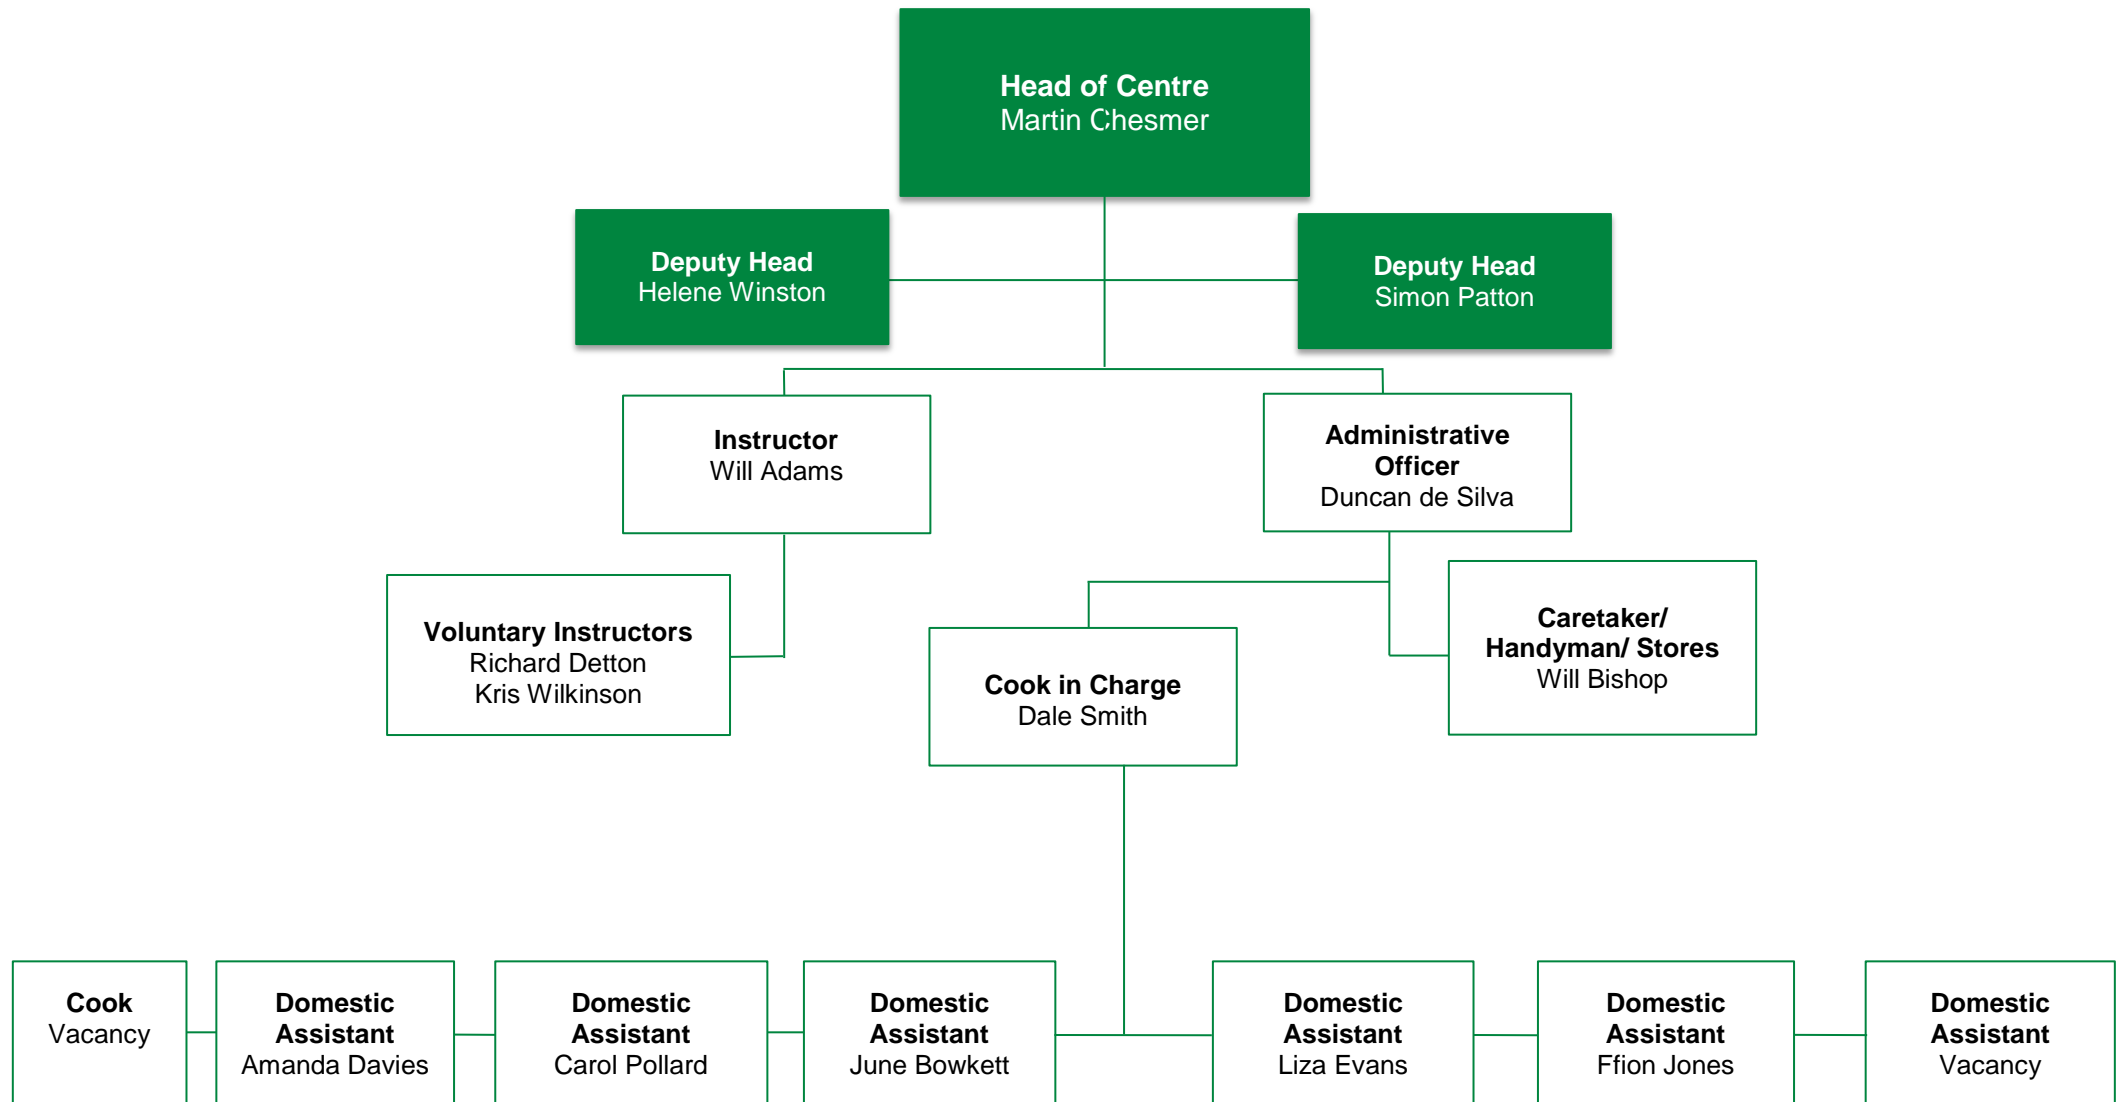 Head of Centre
Martin Chesmer
Deputy Head
Helene Winston
Deputy Head
Simon Patton
Instructor
Will Adams
Administrative
Officer
Duncan de Silva
Voluntary Instructors
Richard Detton
Kris Wilkinson
Cook in Charge
Dale Smith
Caretaker/
Handyman/ Stores
Will Bishop
Cook
Vacancy
Domestic
Assistant
Amanda Davies
Domestic
Assistant
Carol Pollard
Domestic
Assistant
June Bowkett
Domestic
Assistant
Liza Evans
Domestic
Assistant
Ffion Jones
Domestic
Assistant
Vacancy